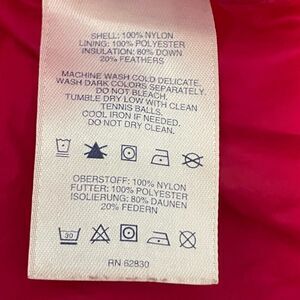 SHELL: 100% NYLON
LINING: 100% POLYESTER
INSULATION: 80% DOWN
20% FEATHERS
MACHINE WASH COLD DELICATE.
WASH DARK COLORS SEPARATELY.
DO NOT BLEACH.
TUMBLE DRY LOW WITH CLEAN
TENNIS BALLS.
COOL IRON IF NEEDED.
DO NOT DRYCLEAN.
OBERSTOFF: 100% NYLON
FUTTER: 100% POLYESTER
ISOLIERUNG: 80% DAUNEN
20% FEDERN
30
RN 62830